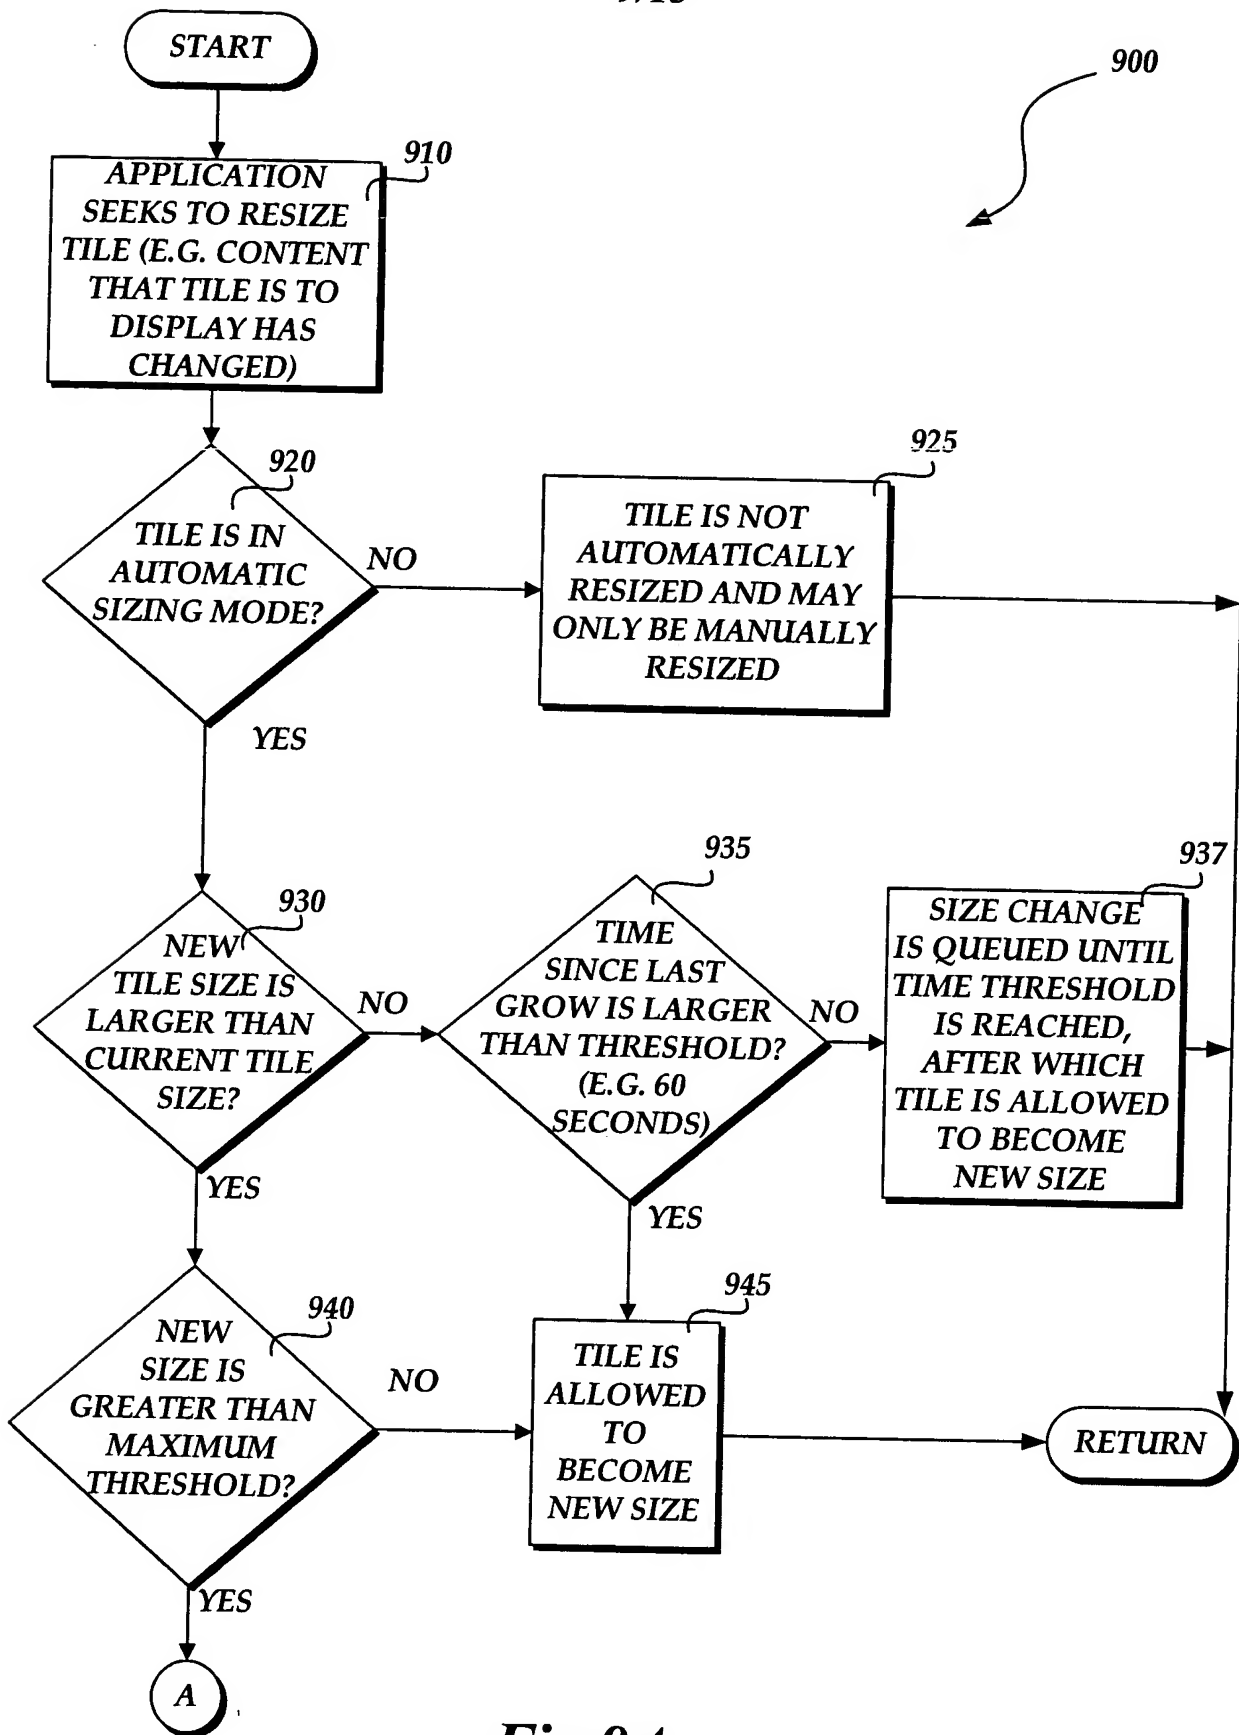 START
900
910
APPLICATION
SEEKS TO RESIZE
TILE (E.G. CONTENT
THAT TILE IS TO
DISPLAY HAS
CHANGED)
920
TILE IS IN
AUTOMATIC
SIZING MODE?
NO
YES
925
TILE IS NOT
AUTOMATICALLY
RESIZED AND MAY
ONLY BE MANUALLY
RESIZED
930
NEW
TILE SIZE IS
LARGER THAN
CURRENT TILE
SIZE?
NO
YES
935
TIME
SINCE LAST
GROW IS LARGER
THAN THRESHOLD?
(E.G. 60
SECONDS)
NO
YES
937
SIZE CHANGE
IS QUEUED UNTIL
TIME THRESHOLD
IS REACHED,
AFTER WHICH
TILE IS ALLOWED
TO BECOME
NEW SIZE
940
NEW
SIZE IS
GREATER THAN
MAXIMUM
THRESHOLD?
NO
YES
945
TILE IS
ALLOWED
TO
BECOME
NEW SIZE
RETURN
A